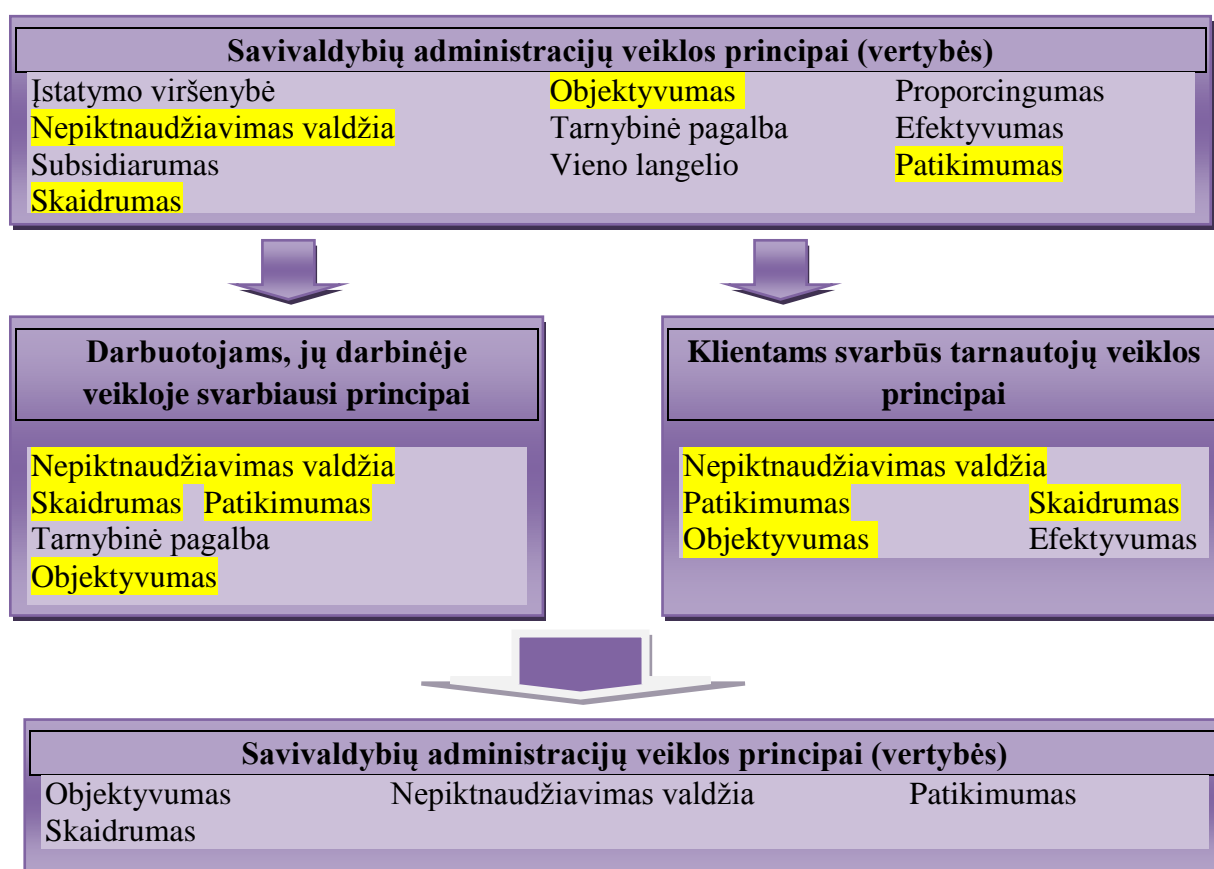 Savivaldybių administracijų veiklos principai (vertybės)
Įstatymo viršenybė Objektyvumas Proporcingumas
Nepiktnaudžiavimas valdžia Tarnybinė pagalba Efektyvumas
Subsidiarumas Vieno langelio Patikimumas
Skaidrumas
Darbuotojams, jų darbinėje
veikloje svarbiausi principai
Nepiktnaudžiavimas valdžia
Skaidrumas Patikimumas
Tarnybinė pagalba
Objektyvumas
Klientams svarbūs tarnautojų veiklos
principai
Nepiktnaudžiavimas valdžia
Patikimumas Skaidrumas
Objektyvumas Efektyvumas
Savivaldybių administracijų veiklos principai (vertybės)
Objektyvumas Nepiktnaudžiavimas valdžia Patikimumas
Skaidrumas